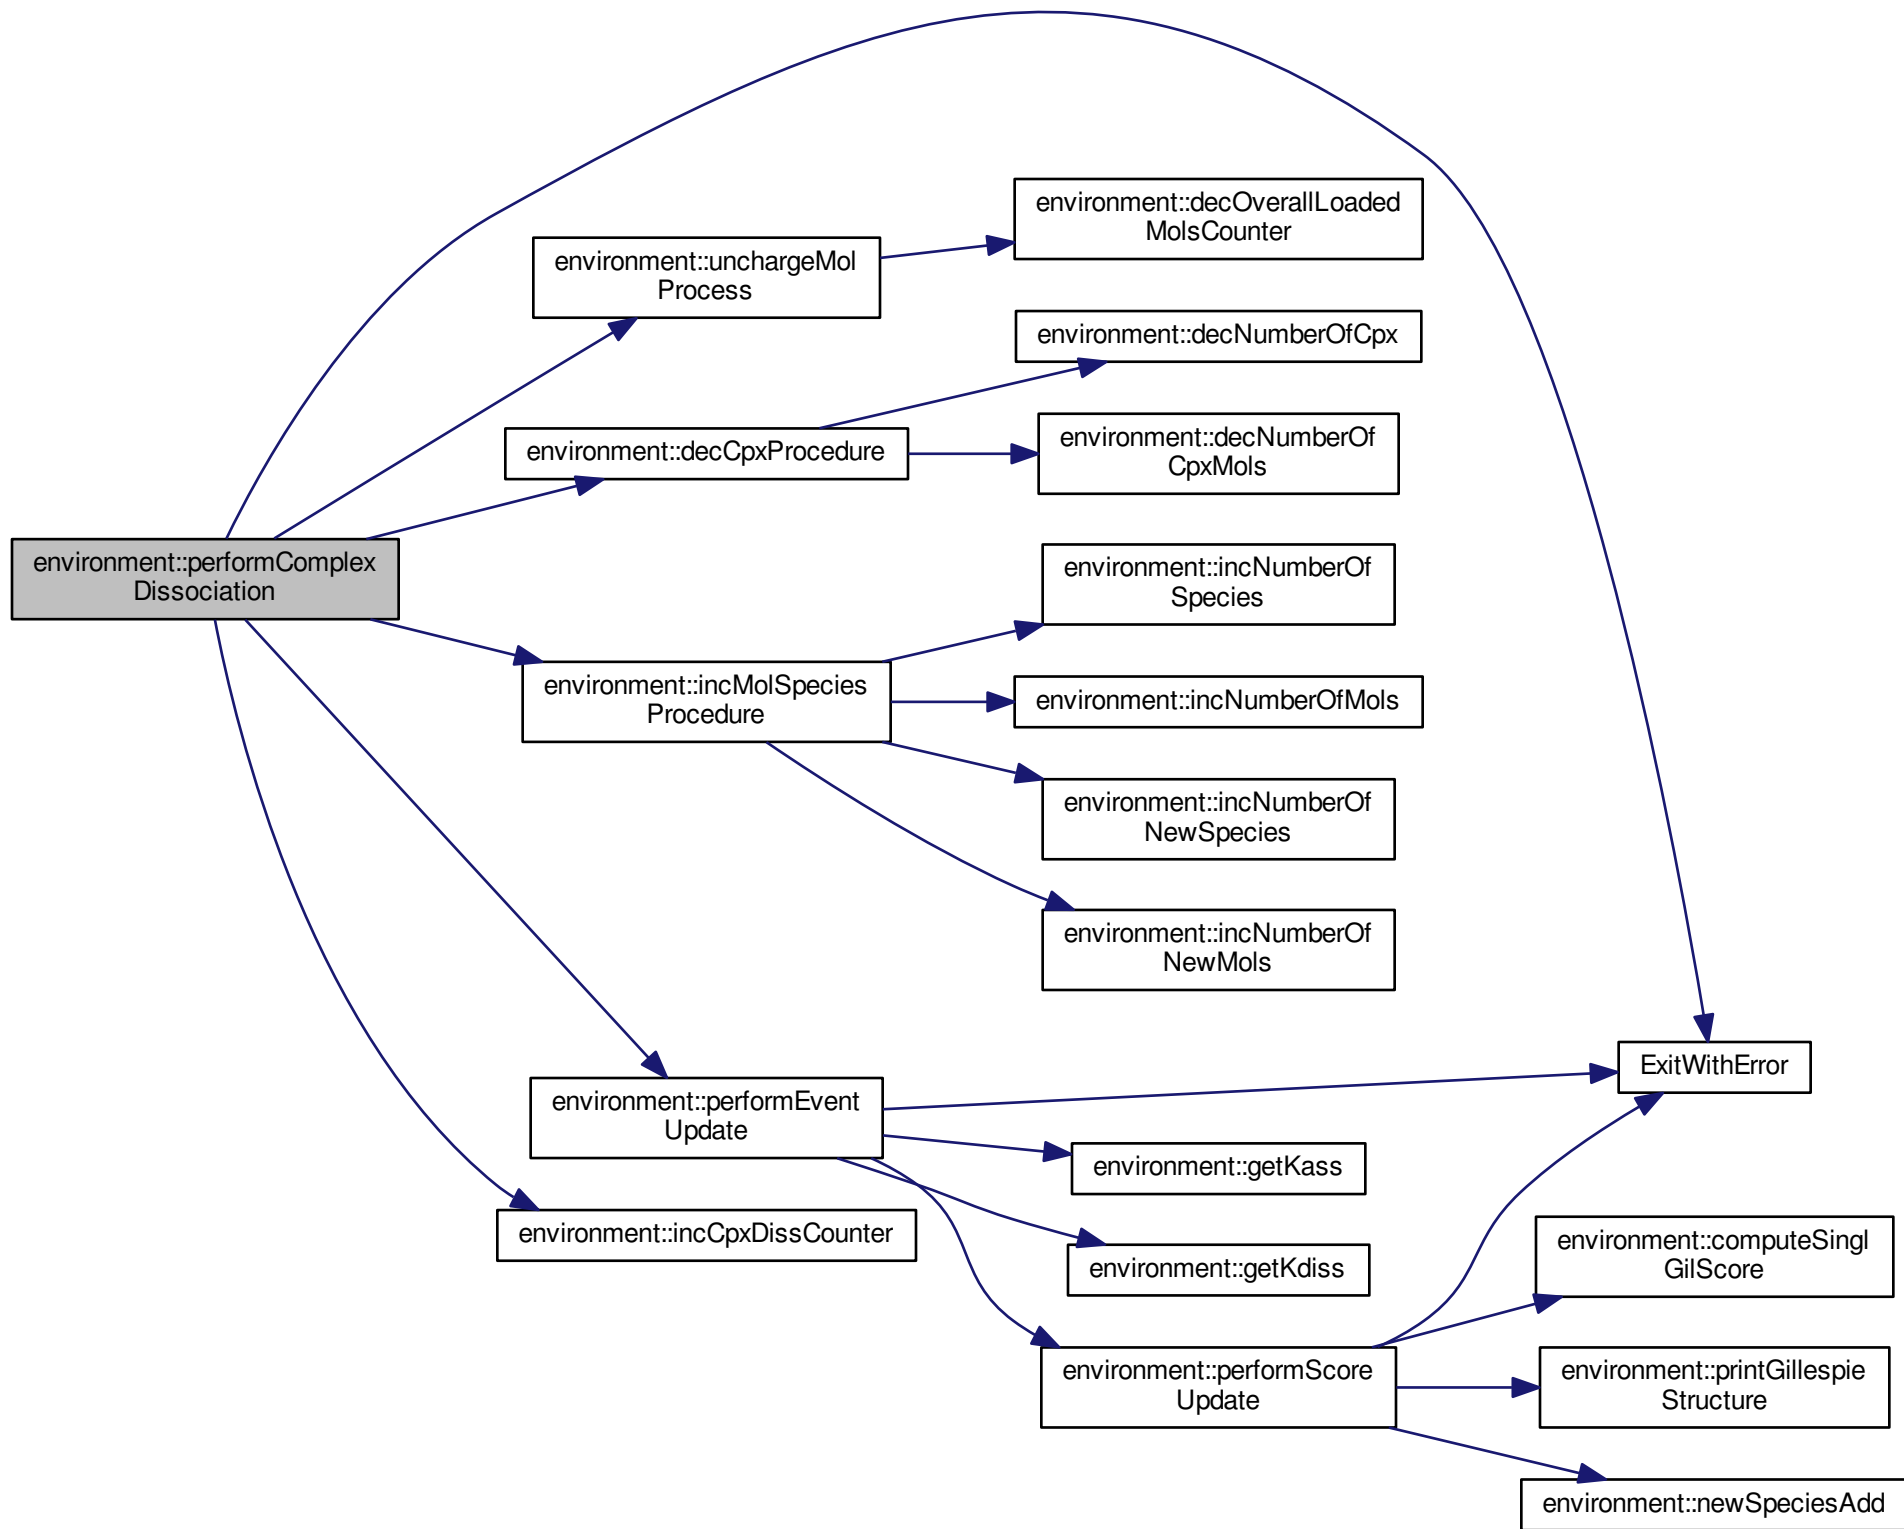 environment::performComplex
Dissociation
environment::unchargeMol
Process
environment::decOverallLoaded
MolsCounter
environment::decCpxProcedure
environment::decNumberOfCpx
environment::decNumberOf
CpxMols
environment::incMolSpecies
Procedure
environment::incNumberOf
Species
environment::incNumberOfMols
environment::incNumberOf
NewSpecies
environment::incNumberOf
NewMols
environment::performEvent
Update
ExitWithError
environment::getKass
environment::getKdiss
environment::performScore
Update
environment::computeSingl
GilScore
environment::printGillespie
Structure
environment::newSpeciesAdd
environment::incCpxDissCounter